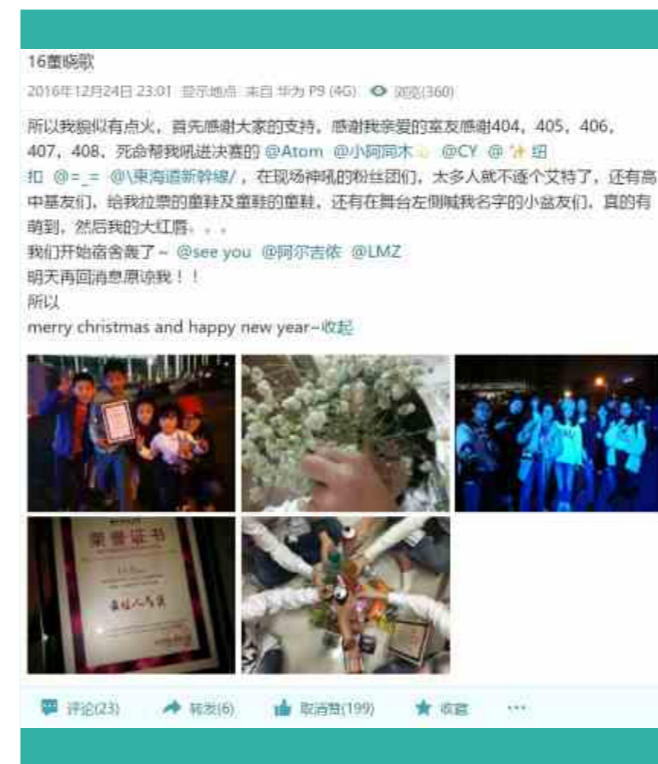 16董晓歌
2016年12月24日 23:01 显示地点 来自 华为 P9 (4G) 浏览(360)
所以我貌似有点火，首先感谢大家的支持，感谢我亲爱的室友感谢404，405，406，
407，408，死命帮我吼进决赛的 @Atom @小阿同木 @CY @ ✨ 纽
扣 @=_= @\東海道新幹線/ ，在现场神吼的粉丝团们，太多人就不逐个艾特了，还有高
中基友们，给我拉票的童鞋及童鞋的童鞋，还有在舞台左侧喊我名字的小盆友们，真的有
萌到，然后我的大红唇。。。
我们开始宿舍轰了~ @see you @阿尔吉依 @LMZ
明天再回消息原谅我！！
所以
merry christmas and happy new year~收起
荣誉证书
最佳人气奖
评论(23) 转发(6) 取消赞(199) 收藏 ···